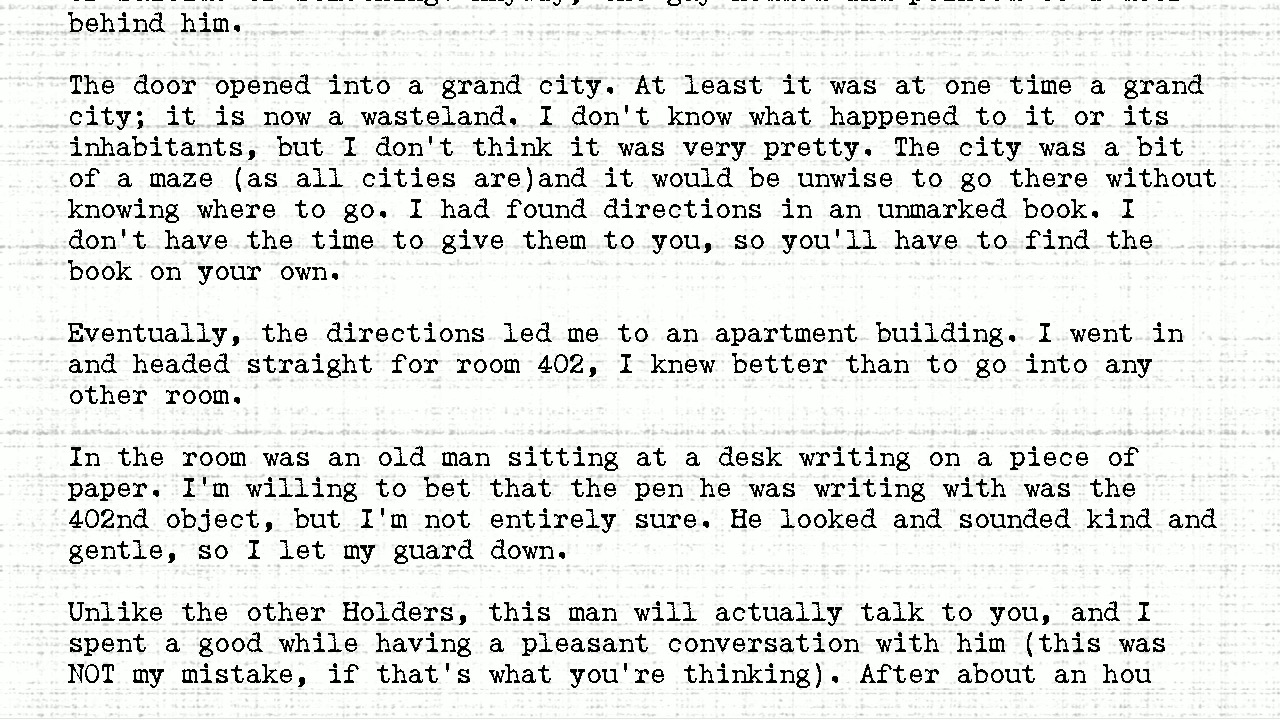 behind him.
The door opened into a grand city. At least it was at one time a grand
city; it is now a wasteland. I don't know what happened to it or its
inhabitants, but I don't think it was very pretty. The city was a bit
of a maze (as all cities are)and it would be unwise to go there without
knowing where to go. I had found directions in an unmarked book. I
don't have the time to give them to you, so you'll have to find the
book on your own.
Eventually, the directions led me to an apartment building. I went in
and headed straight for room 402, I knew better than to go into any
other room.
In the room was an old man sitting at a desk writing on a piece of
paper. I'm willing to bet that the pen he was writing with was the
402nd object, but I'm not entirely sure. He looked and sounded kind and
gentle, so I let my guard down.
Unlike the other Holders, this man will actually talk to you, and I
spent a good while having a pleasant conversation with him (this was
NOT my mistake, if that's what you're thinking). After about an hou